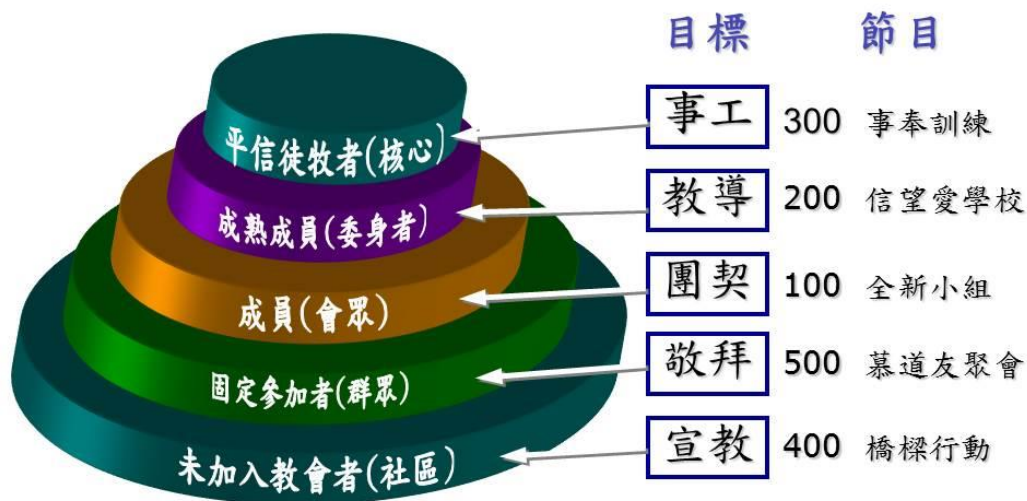 目標 節目
平信徒牧者(核心) 事工 300 事奉訓練
成熟成員(委身者) 教導 200 信望愛學校
成員(會眾) 團契 100 全新小組
固定參加者(群眾) 敬拜 500 慕道友聚會
未加入教會者(社區) 宣教 400 橋樑行動